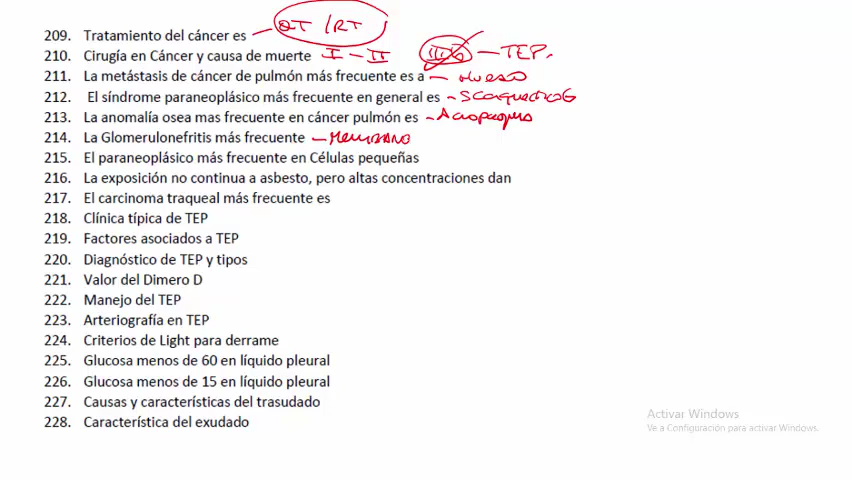 209. Tratamiento del cáncer es — QT / RT
210. Cirugía en Cáncer y causa de muerte I - II — TEP.
211. La metástasis de cáncer de pulmón más frecuente es a — Hueso
212. El síndrome paraneoplásico más frecuente en general es -
213. La anomalía osea mas frecuente en cáncer pulmón es -
214. La Glomerulonefritis más frecuente —
215. El paraneoplásico más frecuente en Células pequeñas
216. La exposición no continua a asbesto, pero altas concentraciones dan
217. El carcinoma traqueal más frecuente es
218. Clínica típica de TEP
219. Factores asociados a TEP
220. Diagnóstico de TEP y tipos
221. Valor del Dimero D
222. Manejo del TEP
223. Arteriografía en TEP
224. Criterios de Light para derrame
225. Glucosa menos de 60 en líquido pleural
226. Glucosa menos de 15 en líquido pleural
227. Causas y características del trasudado
228. Característica del exudado
Activar Windows
Ve a Configuración para activar Windows.